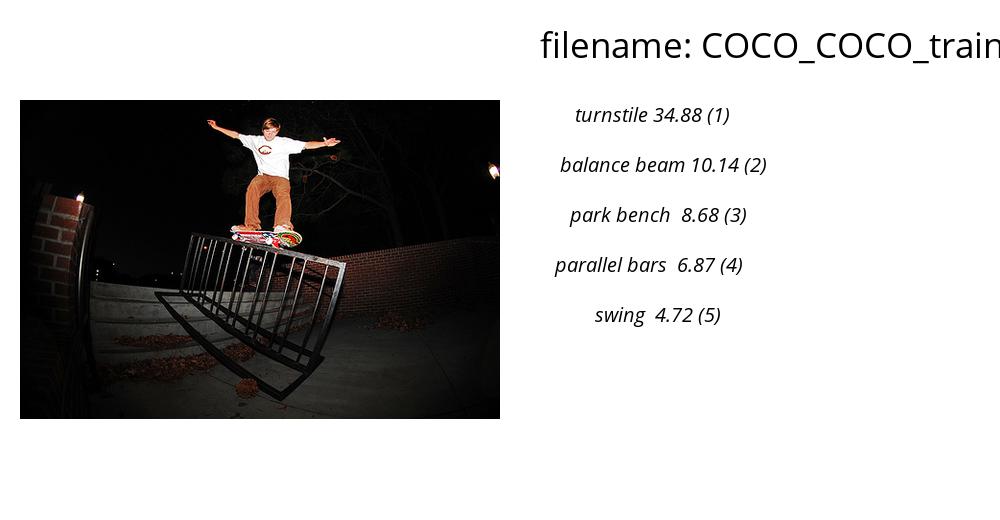 filename: COCO_COCO_train
turnstile 34.88 (1)
balance beam 10.14 (2)
park bench 8.68 (3)
parallel bars 6.87 (4)
swing 4.72 (5)